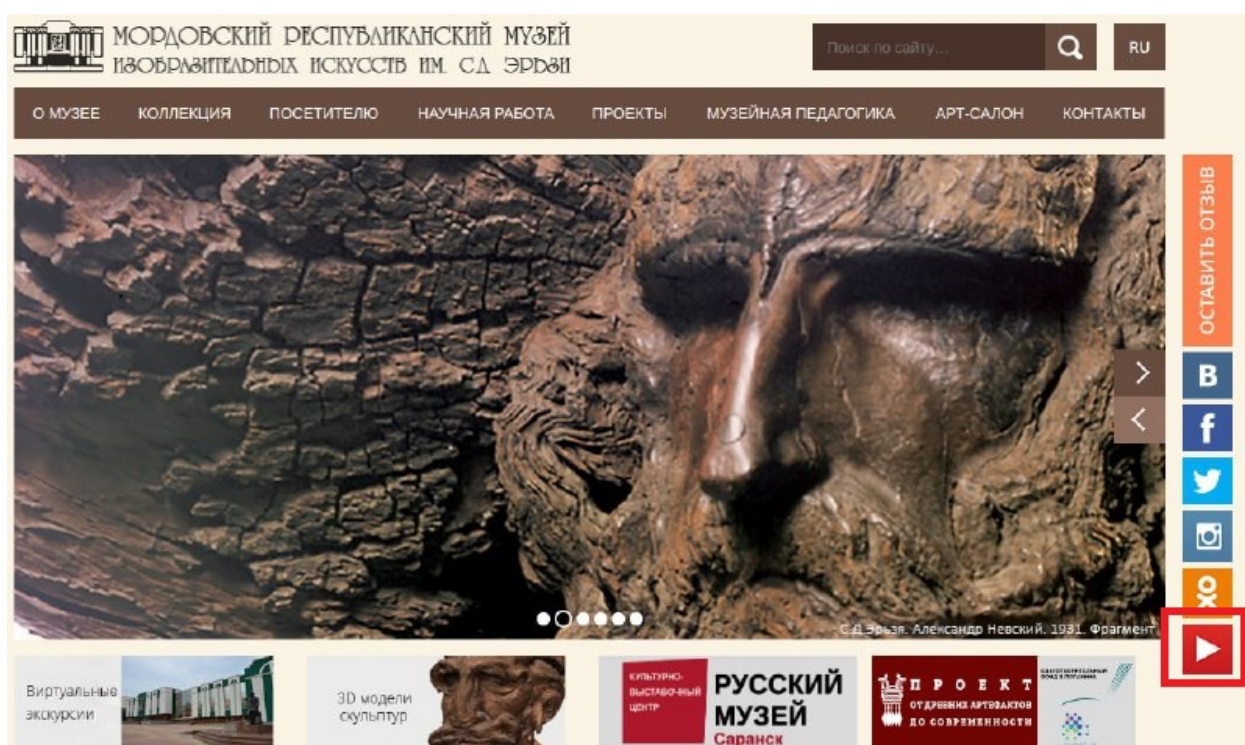 МОРДОВСКИЙ РЕСПУБЛИКАНСКИЙ МУЗЕЙ
ИЗОБРАЗИТЕЛЬНЫХ ИСКУССТВ ИМ. С.Д. ЭРЬЗИ
Поиск по сайту...
RU
О МУЗЕЕ КОЛЛЕКЦИЯ ПОСЕТИТЕЛЮ НАУЧНАЯ РАБОТА ПРОЕКТЫ МУЗЕЙНАЯ ПЕДАГОГИКА АРТ-САЛОН КОНТАКТЫ
ОСТАВИТЬ ОТЗЫВ
С.Д.Эрьзя. Александр Невский. 1931. Фрагмент
Виртуальные
экскурсии
3D модели
скульптур
КУЛЬТУРНО-
ВЫСТАВОЧНЫЙ
ЦЕНТР
РУССКИЙ
МУЗЕЙ
Саранск
ПРОЕКТ
ОТ ДРЕВНИХ АРТЕФАКТОВ
ДО СОВРЕМЕННОСТИ